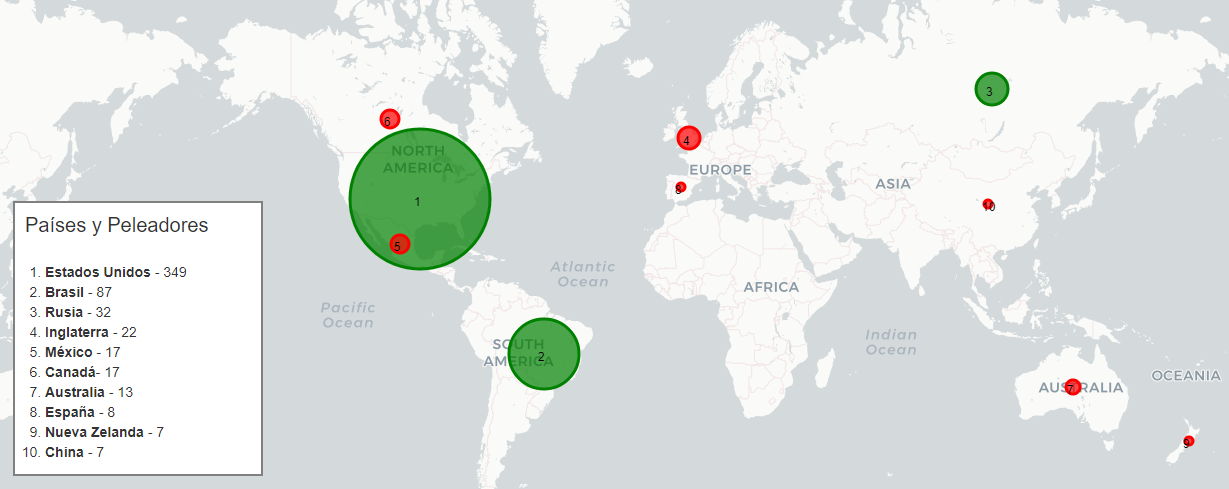 Países y Peleadores
1. Estados Unidos - 349
2. Brasil - 87
3. Rusia - 32
4. Inglaterra - 22
5. México - 17
6. Canadá- 17
7. Australia - 13
8. España - 8
9. Nueva Zelanda - 7
10. China - 7
6
NORTH
AMERICA
1
5
Pacific
Ocean
Atlantic
Ocean
SOUTH
AMERICA
2
4
EUROPE
8
AFRICA
3
ASIA
10
Indian
Ocean
AUSTRALIA
7
OCEANIA
9